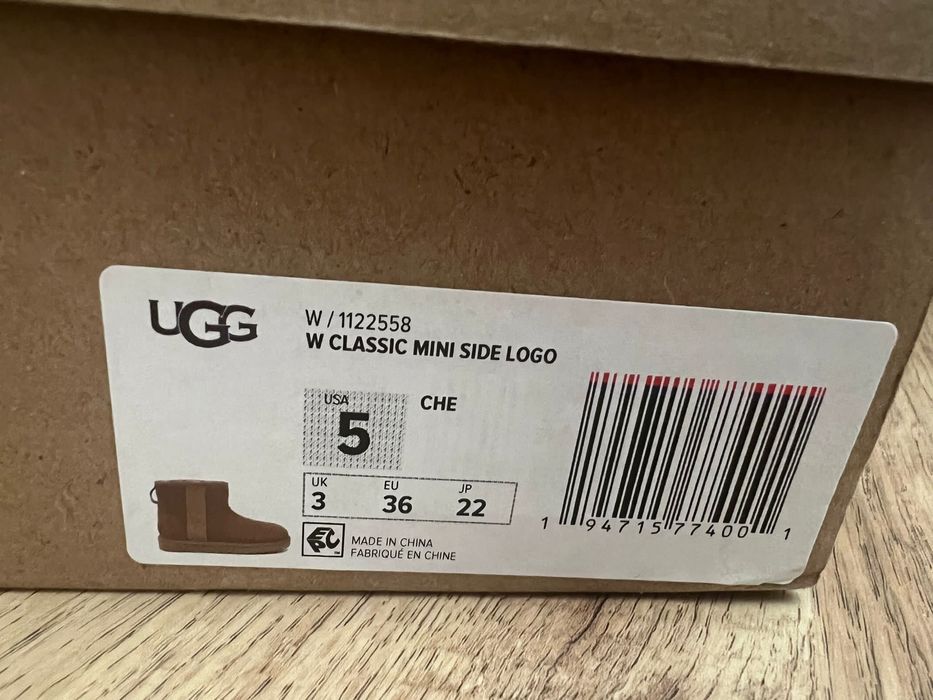 UGG
W / 1122558
W CLASSIC MINI SIDE LOGO
USA
5
CHE
UK EU JP
3 36 22
EPC
MADE IN CHINA
FABRIQUÉ EN CHINE
1 94715 77400 1